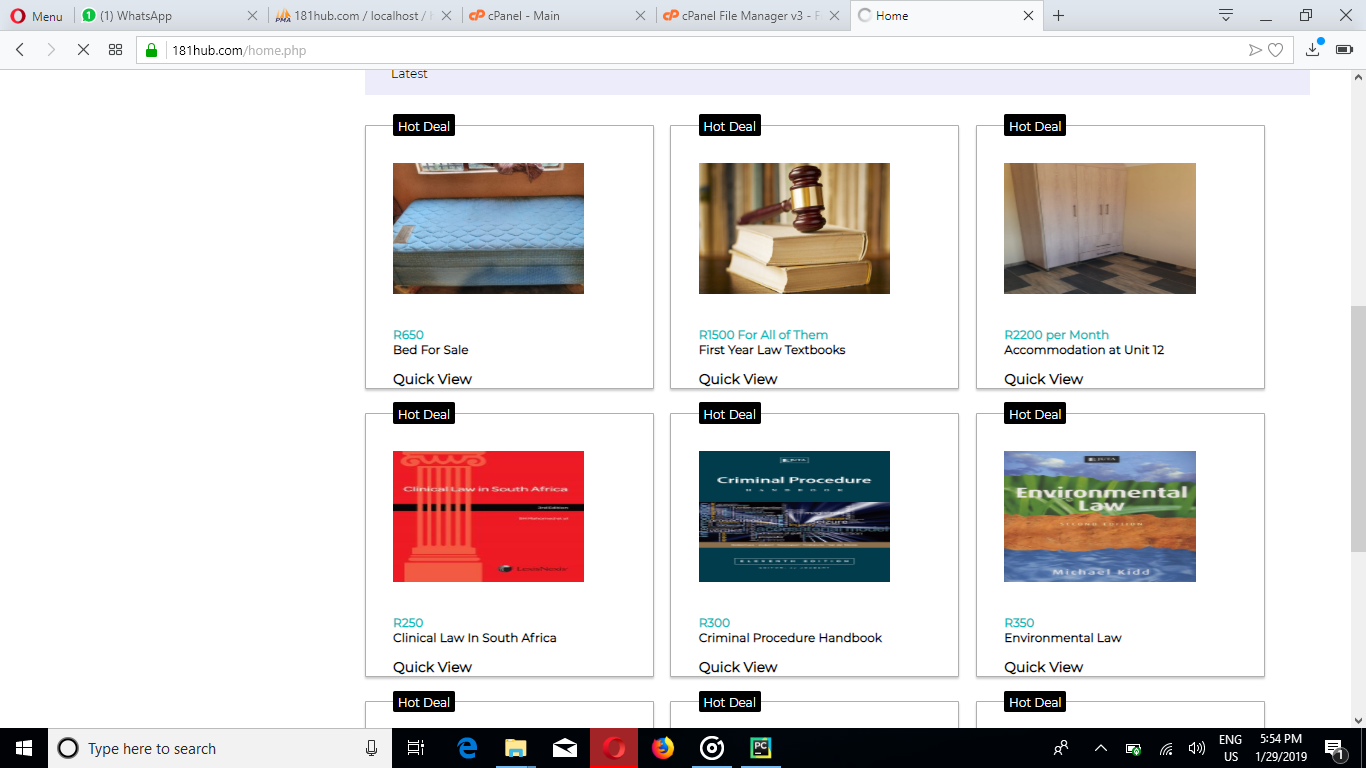 Menu
(1) WhatsApp
181hub.com / localhost /
cPanel - Main
cPanel File Manager v3 - F
Home
181hub.com/home.php
Latest
Hot Deal
Hot Deal
Hot Deal
R650
Bed For Sale
Quick View
R1500 For All of Them
First Year Law Textbooks
Quick View
R2200 per Month
Accommodation at Unit 12
Quick View
Hot Deal
Hot Deal
Hot Deal
Clinical Law in South Africa
2nd Edition
LexisNexis
Criminal Procedure
HANDBOOK
ELEVENTH EDITION
Environmental
Law
SECOND EDITION
Michael Kidd
R250
Clinical Law In South Africa
Quick View
R300
Criminal Procedure Handbook
Quick View
R350
Environmental Law
Quick View
Hot Deal
Hot Deal
Hot Deal
Type here to search
ENG
US
5:54 PM
1/29/2019
1